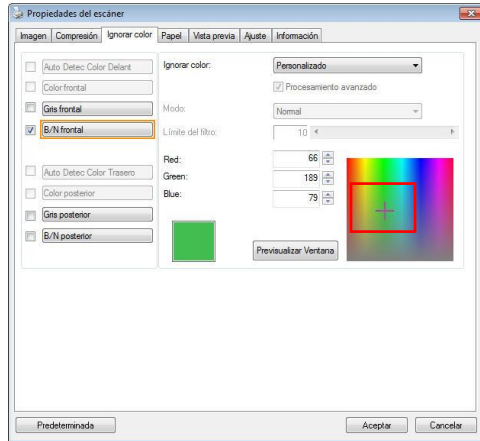 Propiedades del escáner
Imagen Compresión Ignorar color Papel Vista previa Ajuste Información
Auto Detec Color Delant
Color frontal
Gris frontal
B/N frontal
Auto Detec Color Trasero
Color posterior
Gris posterior
B/N posterior
Ignorar color: Personalizado
Procesamiento avanzado
Modo: Normal
Límite del filtro: 10
Red: 66
Green: 189
Blue: 79
Previsualizar Ventana
Predeterminada Aceptar Cancelar